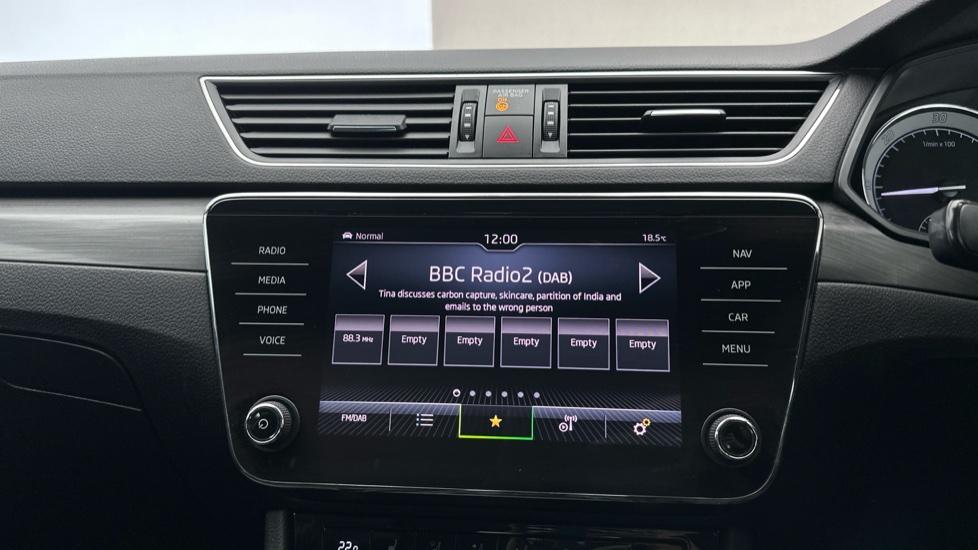 PASSENGER
AIR BAG
ON
30
1/min x 100
Normal
12:00
18.5°C
RADIO
MEDIA
PHONE
VOICE
BBC Radio2 (DAB)
Tina discusses carbon capture, skincare, partition of India and
emails to the wrong person
88.3 MHz
Empty
Empty
Empty
Empty
Empty
FM/DAB
NAV
APP
CAR
MENU